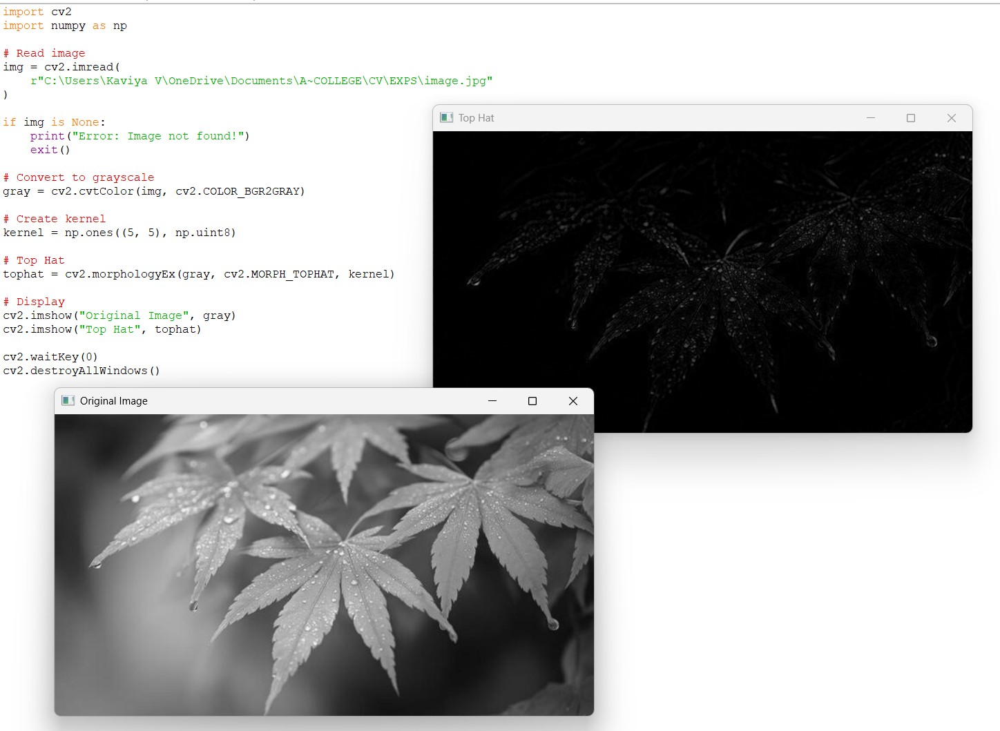 import cv2
import numpy as np
# Read image
img = cv2.imread(
    r"C:\Users\Kaviya V\OneDrive\Documents\A~COLLEGE\CV\EXPS\image.jpg"
)
if img is None:
    print("Error: Image not found!")
    exit()
# Convert to grayscale
gray = cv2.cvtColor(img, cv2.COLOR_BGR2GRAY)
# Create kernel
kernel = np.ones((5, 5), np.uint8)
# Top Hat
tophat = cv2.morphologyEx(gray, cv2.MORPH_TOPHAT, kernel)
# Display
cv2.imshow("Original Image", gray)
cv2.imshow("Top Hat", tophat)
cv2.waitKey(0)
cv2.destroyAllWindows()
Top Hat
Original Image